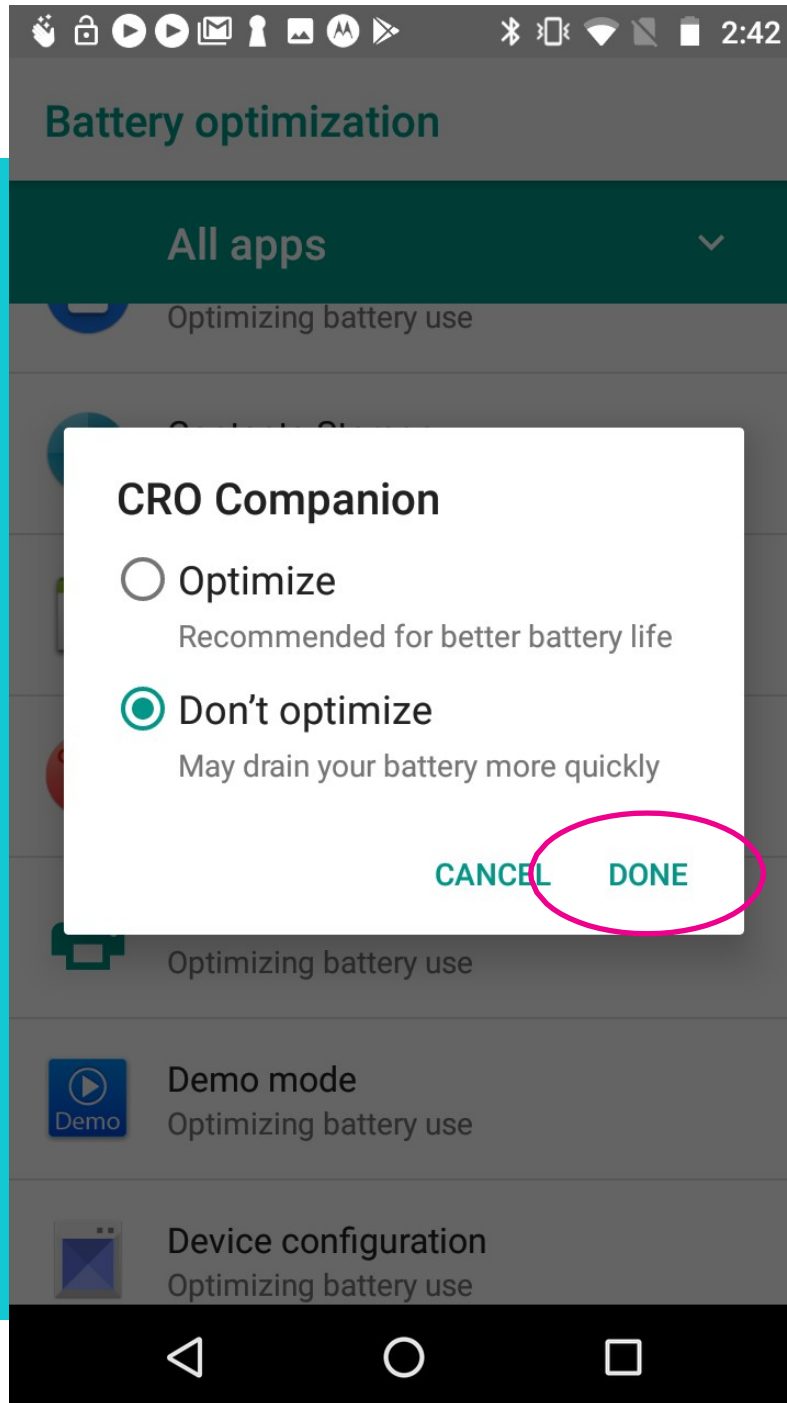 2:42
Battery optimization
All apps
Optimizing battery use
CRO Companion
Optimize
Recommended for better battery life
Don’t optimize
May drain your battery more quickly
CANCEL DONE
Optimizing battery use
Demo mode
Demo
Optimizing battery use
Device configuration
Optimizing battery use